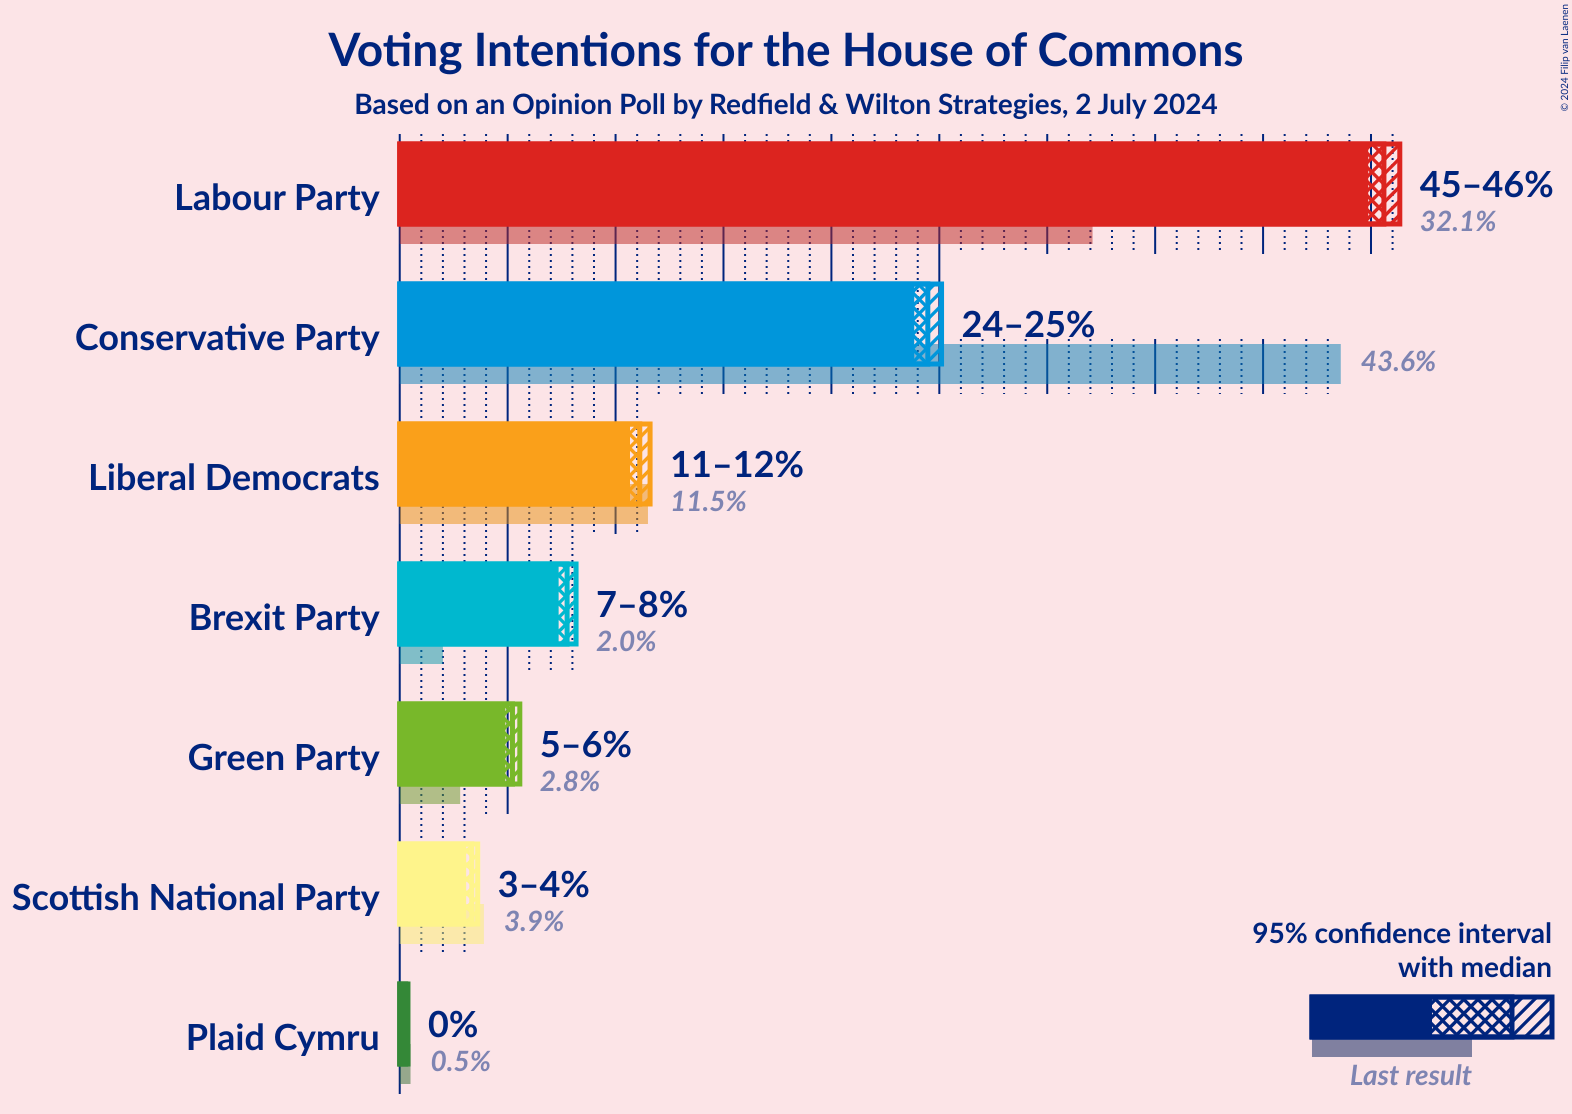 Voting Intentions for the House of Commons
Based on an Opinion Poll by Redfield & Wilton Strategies, 2 July 2024
© 2024 Filip van Laenen
Labour Party
45–46%
32.1%
Conservative Party
24–25%
43.6%
Liberal Democrats
11–12%
11.5%
Brexit Party
7–8%
2.0%
Green Party
5–6%
2.8%
Scottish National Party
3–4%
3.9%
Plaid Cymru
0%
0.5%
95% confidence interval
with median
Last result